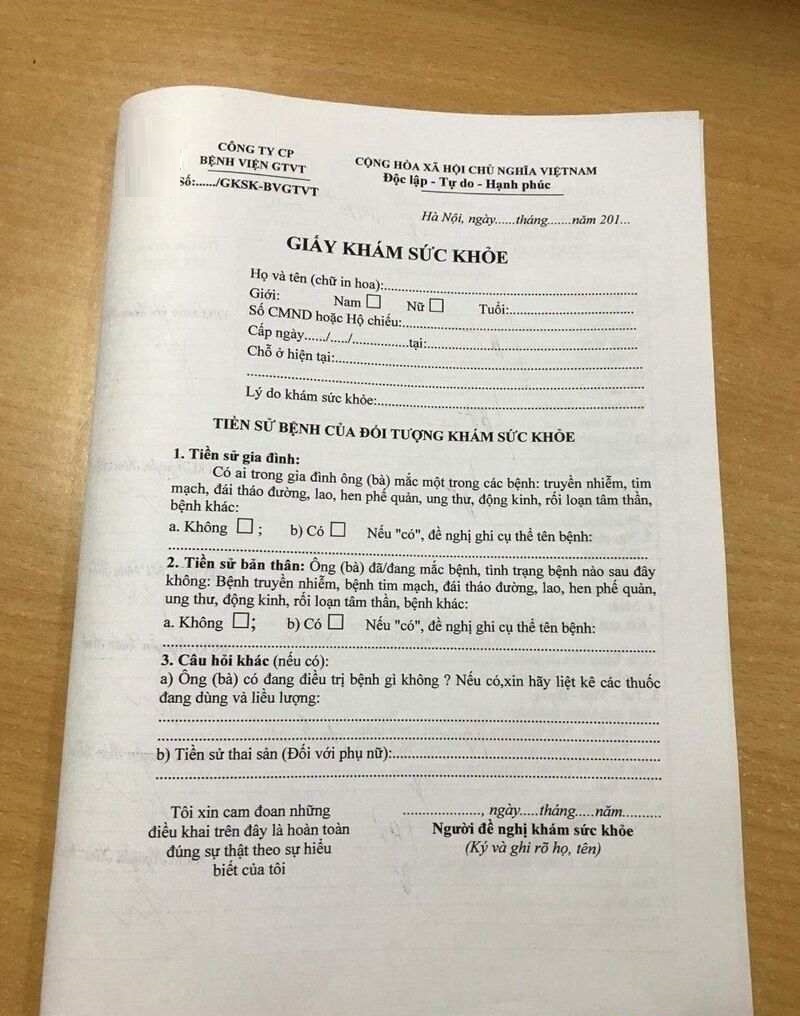 CÔNG TY CP
BỆNH VIỆN GTVT
Số:....../GKSK-BVGTVT
CỘNG HÒA XÃ HỘI CHỦ NGHĨA VIỆTNAM
Độc lập - Tự do - Hạnh phúc
Hà Nội, ngày......tháng.......năm 201...
GIẤY KHÁM SỨC KHỎE
Họ và tên (chữ in hoa):..........................................................
Giới: Nam ☐ Nữ ☐ Tuổi:..............................
Số CMND hoặc Hộ chiếu:......................................................
Cấp ngày....../...../...............tại:................................................
Chỗ ở hiện tại:........................................................................
...............................................................................................
Lý do khám sức khỏe:.............................................................
TIỀN SỬ BỆNH CỦA ĐỐI TƯỢNG KHÁM SỨC KHỎE
1. Tiền sử gia đình:
Có ai trong gia đình ông (bà) mắc một trong các bệnh: truyền nhiễm, tim
mạch, đái tháo đường, lao, hen phế quản, ung thư, động kinh, rối loạn tâm thần,
bệnh khác:
a. Không ☐ ; b) Có ☐ Nếu "có", đề nghị ghi cụ thể tên bệnh:
.....................................................................................................................
2. Tiền sử bản thân: Ông (bà) đã/đang mắc bệnh, tình trạng bệnh nào sau đây
không: Bệnh truyền nhiễm, bệnh tim mạch, đái tháo đường, lao, hen phế quản,
ung thư, động kinh, rối loạn tâm thần, bệnh khác:
a. Không ☐; b) Có ☐ Nếu "có", đề nghị ghi cụ thể tên bệnh:
.....................................................................................................................
3. Câu hỏi khác (nếu có):
a) Ông (bà) có đang điều trị bệnh gì không ? Nếu có,xin hãy liệt kê các thuốc
đang dùng và liều lượng:
.....................................................................................................................
.....................................................................................................................
b) Tiền sử thai sản (Đối với phụ nữ):................................................................
.....................................................................................................................
Tôi xin cam đoan những
điều khai trên đây là hoàn toàn
đúng sự thật theo sự hiểu
biết của tôi
...................., ngày.....tháng.....năm..........
Người đề nghị khám sức khỏe
(Ký và ghi rõ họ, tên)